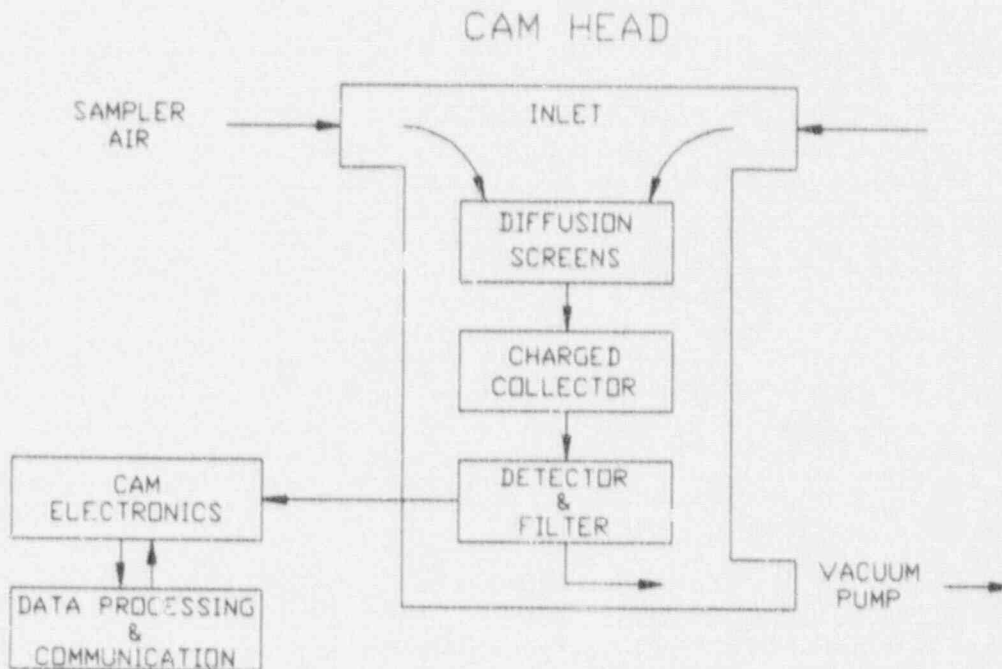 CAM HEAD
SAMPLER
AIR
INLET
DIFFUSION
SCREENS
CHARGED
COLLECTOR
DETECTOR
&
FILTER
CAM
ELECTRONICS
DATA PROCESSING
&
COMMUNICATION
VACUUM
PUMP